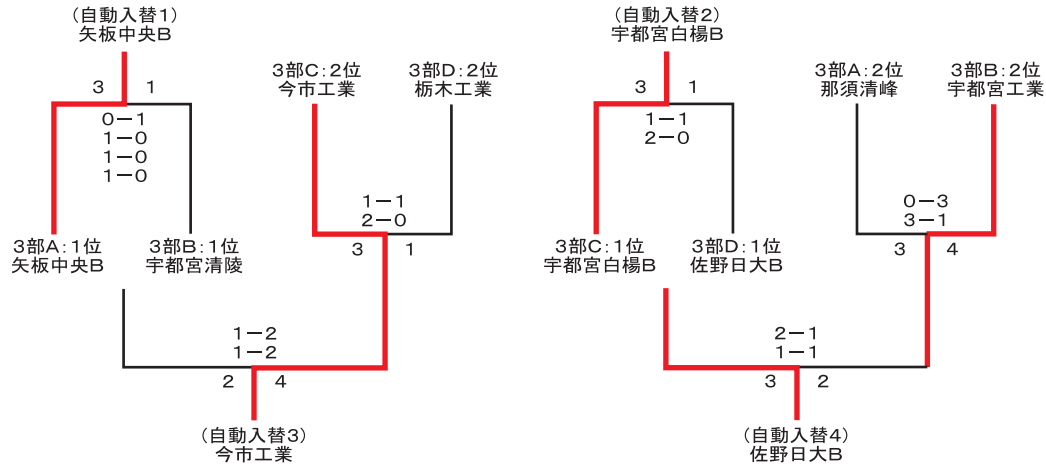 (自動入替1)
矢板中央B
3 1
0－1
1－0
1－0
1－0
3部A:1位
矢板中央B
3部B:1位
宇都宮清陵
3部C:2位
今市工業
3部D:2位
栃木工業
1－1
2－0
3 1
1－2
1－2
2 4
(自動入替3)
今市工業
(自動入替2)
宇都宮白楊B
3 1
1－1
2－0
3部C:1位
宇都宮白楊B
3部D:1位
佐野日大B
3部A:2位
那須清峰
3部B:2位
宇都宮工業
0－3
3－1
3 4
2－1
1－1
3 2
(自動入替4)
佐野日大B